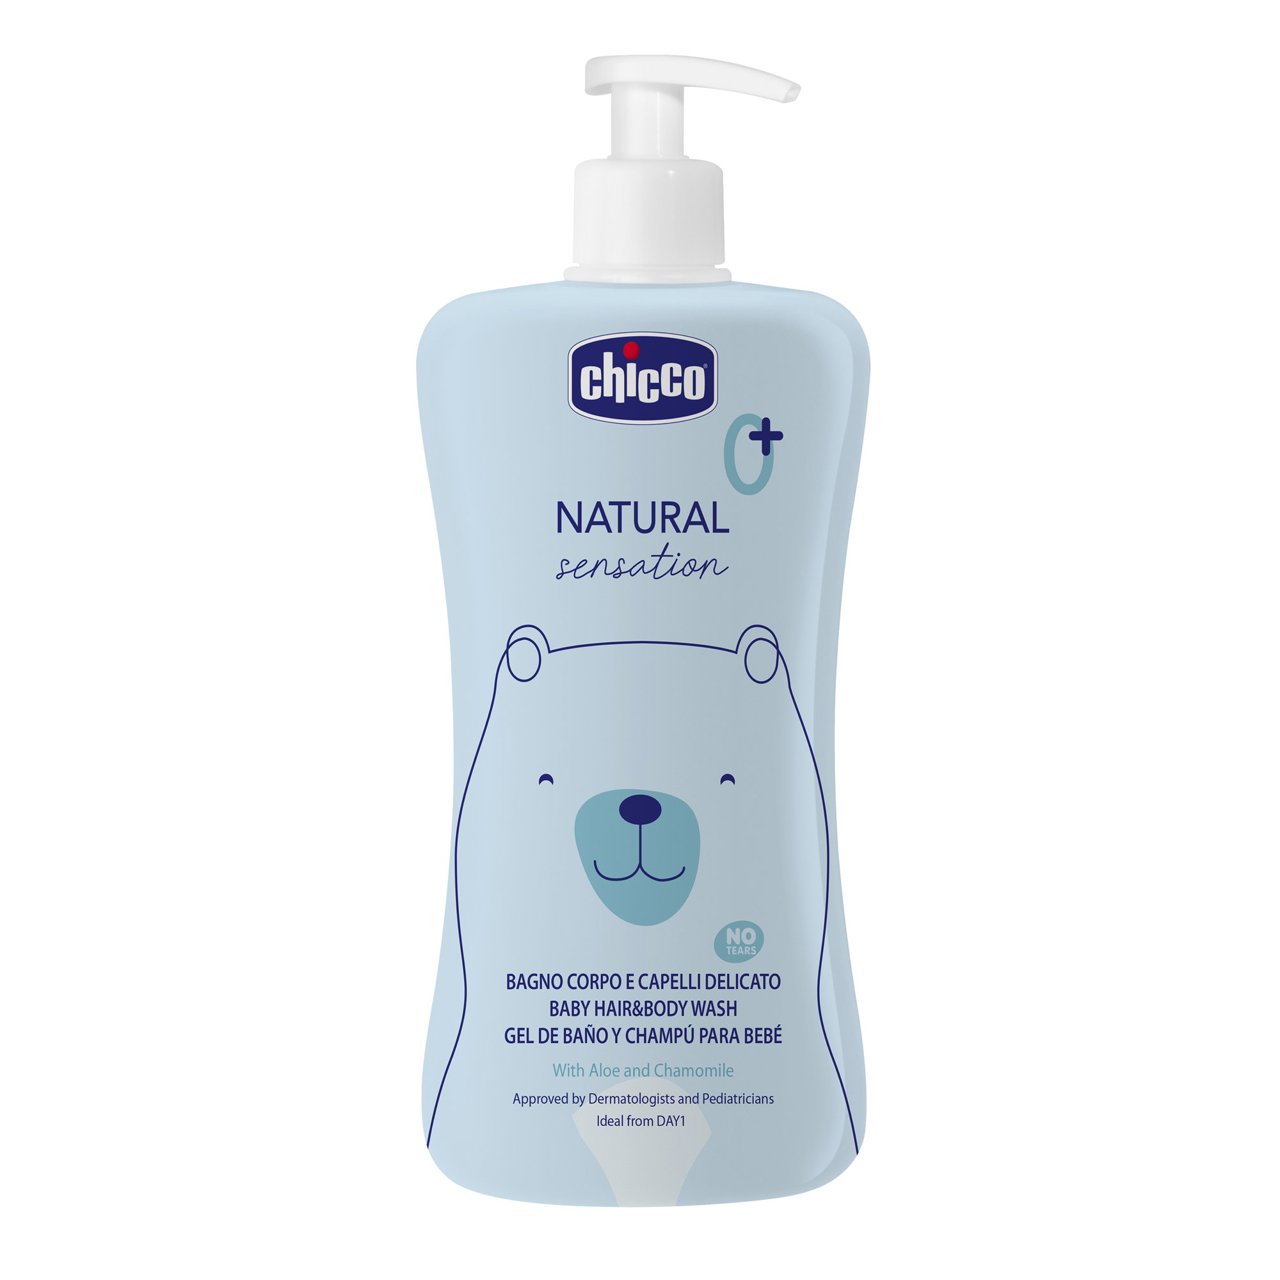 chicco
0+
NATURAL
sensation
NO
TEARS
BAGNO CORPO E CAPELLI DELICATO
BABY HAIR&BODY WASH
GEL DE BAÑO Y CHAMPÚ PARA BEBÉ
With Aloe and Chamomile
Approved by Dermatologists and Pediatricians
Ideal from DAY1